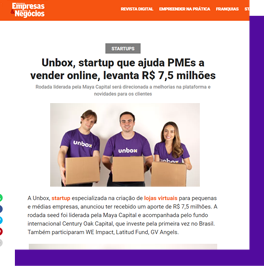 Empresas
& Negócios
REVISTA DIGITAL EMPREENDER NA PRÁTICA FRANQUIAS
STARTUPS
Unbox, startup que ajuda PMEs a
vender online, levanta R$ 7,5 milhões
Rodada liderada pela Maya Capital será direcionada a melhorias na plataforma e
novidades para os clientes
unbox
A Unbox, startup especializada na criação de lojas virtuais para pequenas
e médias empresas, anunciou ter recebido um aporte de R$ 7,5 milhões. A
rodada seed foi liderada pela Maya Capital e acompanhada pelo fundo
internacional Century Oak Capital, que investe pela primeira vez no Brasil.
Também participaram WE Impact, Latitud Fund, GV Angels.